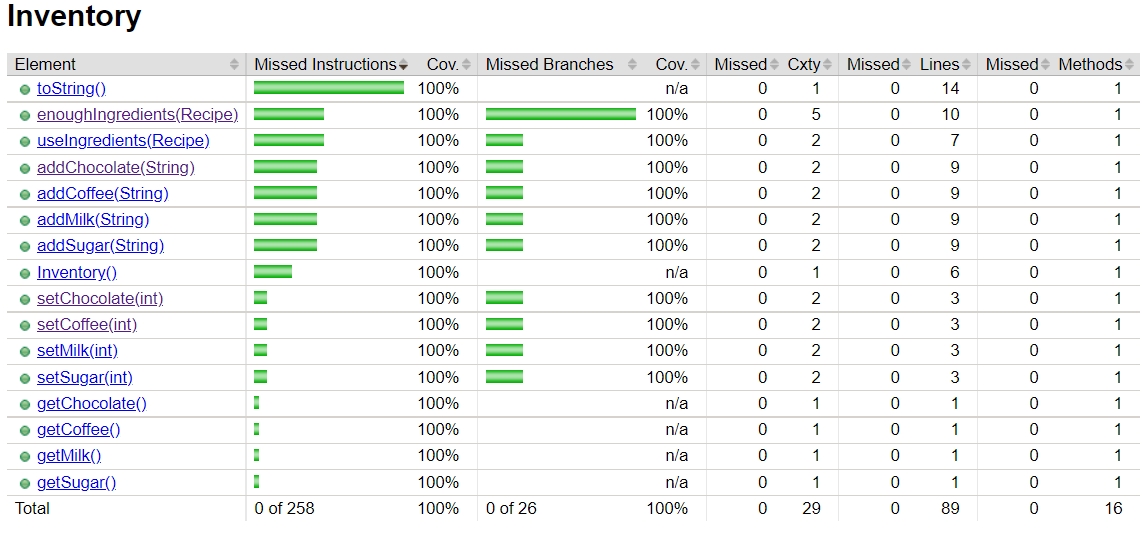 Inventory
Element Missed Instructions Cov. Missed Branches Cov. Missed Cxty Missed Lines Missed Methods
toString() 100% n/a 0 1 0 14 0 1
enoughIngredients(Recipe) 100% 100% 0 5 0 10 0 1
useIngredients(Recipe) 100% 100% 0 2 0 7 0 1
addChocolate(String) 100% 100% 0 2 0 9 0 1
addCoffee(String) 100% 100% 0 2 0 9 0 1
addMilk(String) 100% 100% 0 2 0 9 0 1
addSugar(String) 100% 100% 0 2 0 9 0 1
Inventory() 100% n/a 0 1 0 6 0 1
setChocolate(int) 100% 100% 0 2 0 3 0 1
setCoffee(int) 100% 100% 0 2 0 3 0 1
setMilk(int) 100% 100% 0 2 0 3 0 1
setSugar(int) 100% 100% 0 2 0 3 0 1
getChocolate() 100% n/a 0 1 0 1 0 1
getCoffee() 100% n/a 0 1 0 1 0 1
getMilk() 100% n/a 0 1 0 1 0 1
getSugar() 100% n/a 0 1 0 1 0 1
Total 0 of 258 100% 0 of 26 100% 0 29 0 89 0 16